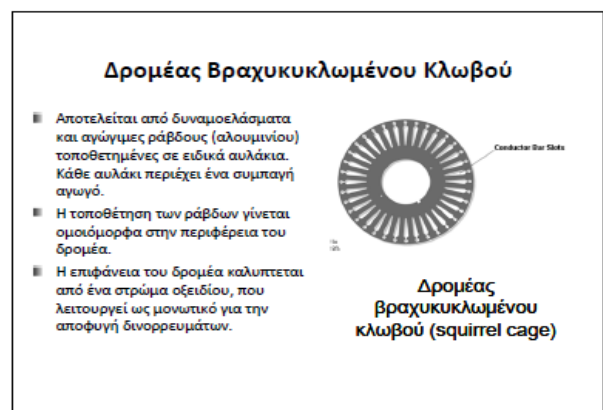 Δρομέας Βραχυκυκλωμένου Κλωβού
Αποτελείται από δυναμοελάσματα
και αγώγιμες ράβδους (αλουμινίου)
τοποθετημένες σε ειδικά αυλάκια.
Κάθε αυλάκι περιέχει ένα συμπαγή
αγωγό.
Η τοποθέτηση των ράβδων γίνεται
ομοιόμορφα στην περιφέρεια του
δρομέα.
Η επιφάνεια του δρομέα καλυπτεται
από ένα στρώμα οξειδίου, που
λειτουργεί ως μονωτικό για την
αποφυγή δινορρευμάτων.
Conductor Bar Slots
Δρομέας
βραχυκυκλωμένου
κλωβού (squirrel cage)